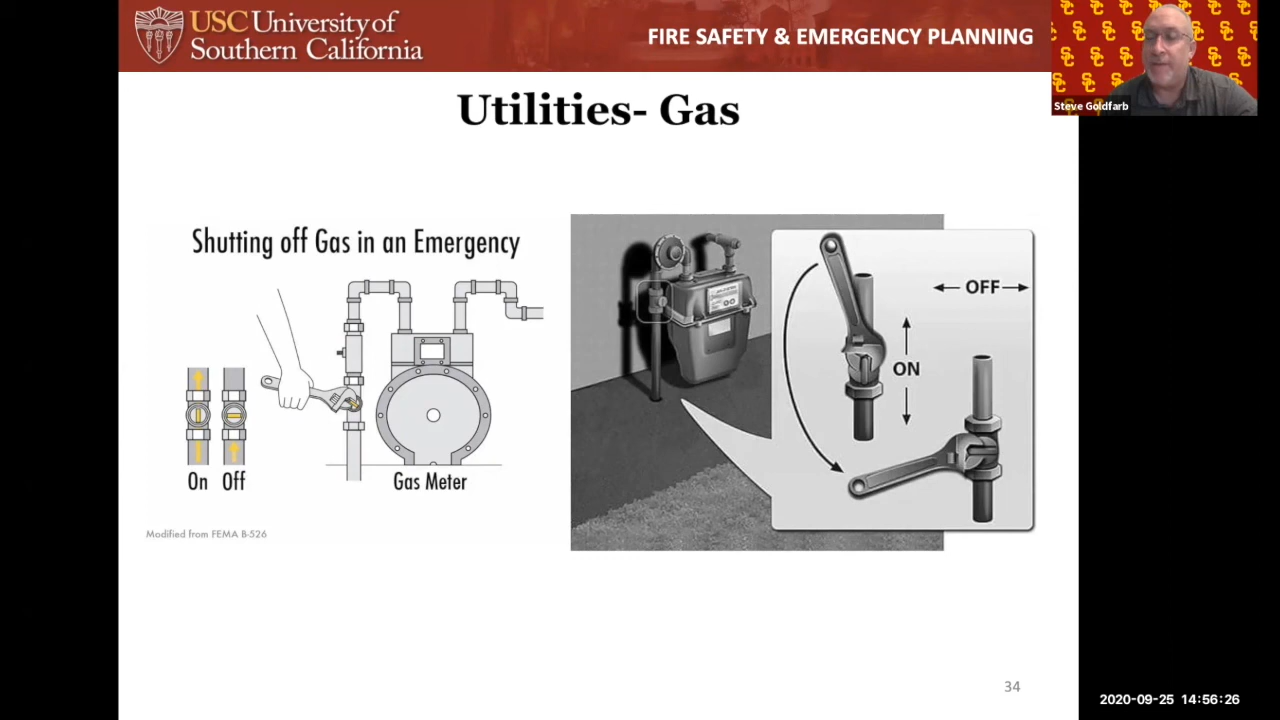 USC University of
Southern California
FIRE SAFETY & EMERGENCY PLANNING
Steve Goldfarb
Utilities- Gas
Shutting off Gas in an Emergency
On
Off
Gas Meter
Modified from FEMA B-526
OFF
ON
34
2020-09-25 14:56:26